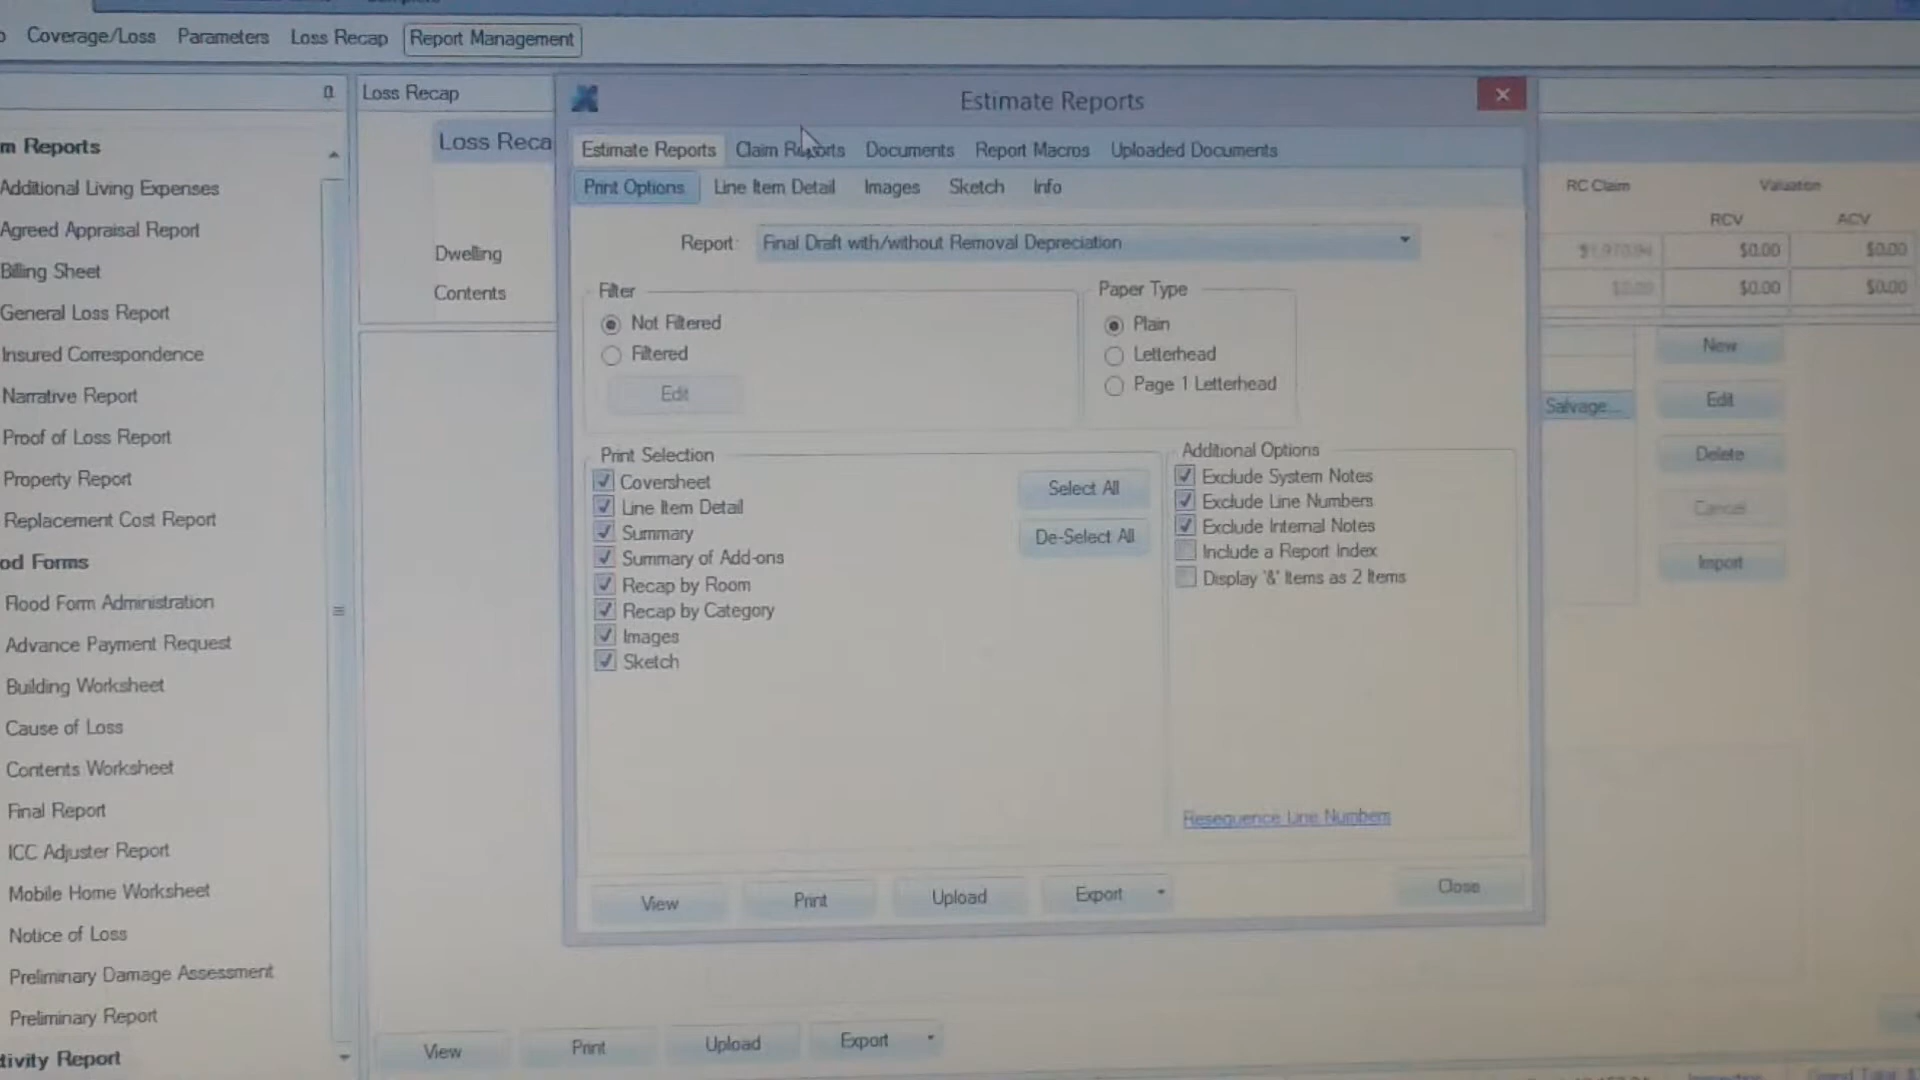 Coverage/Loss Parameters Loss Recap Report Management
Loss Recap
Loss Reca
m Reports
Additional Living Expenses
Agreed Appraisal Report
Billing Sheet
General Loss Report
Insured Correspondence
Narrative Report
Proof of Loss Report
Property Report
Replacement Cost Report
od Forms
Flood Form Administration
Advance Payment Request
Building Worksheet
Cause of Loss
Contents Worksheet
Final Report
ICC Adjuster Report
Mobile Home Worksheet
Notice of Loss
Preliminary Damage Assessment
Preliminary Report
tivity Report
Dwelling
Contents
Estimate Reports
Estimate Reports Claim Reports Documents Report Macros Uploaded Documents
Print Options Line Item Detail Images Sketch Info
Report: Final Draft with/without Removal Depreciation
Filter
Not Filtered
Filtered
Edit
Paper Type
Plain
Letterhead
Page 1 Letterhead
Print Selection
Coversheet
Line Item Detail
Summary
Summary of Add-ons
Recap by Room
Recap by Category
Images
Sketch
Select All
De-Select All
Additional Options
Exclude System Notes
Exclude Line Numbers
Exclude Internal Notes
Include a Report Index
Display '&' Items as 2 Items
Resequence Line Numbers
View Print Upload Export Close
RC Claim Valuation
RCV ACV
$0.00 $0.00
$0.00 $0.00 $0.00
New
Salvage...
Edit
Delete
Cancel
Import
View Print Upload Export